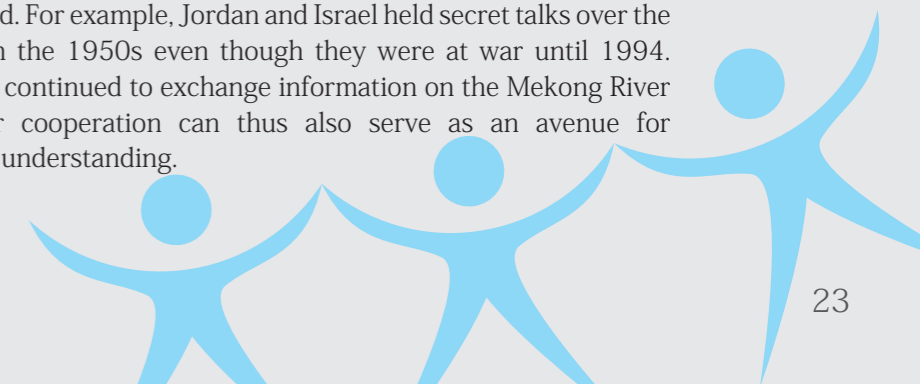 d. For example, Jordan and Israel held secret talks over the
the 1950s even though they were at war until 1994.
continued to exchange information on the Mekong River
cooperation can thus also serve as an avenue for
understanding.
23